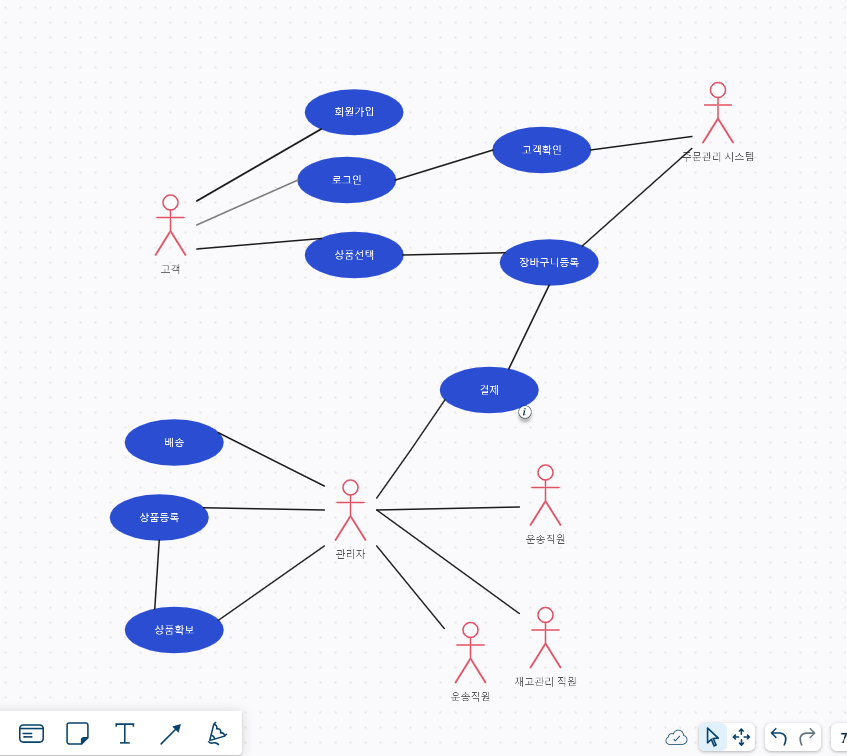 회원가입
고객확인
주문관리 시스템
로그인
고객
상품선택
장바구니등록
결제
i
배송
상품등록
관리자
운송직원
상품확보
운송직원
재고관리 직원
T
7